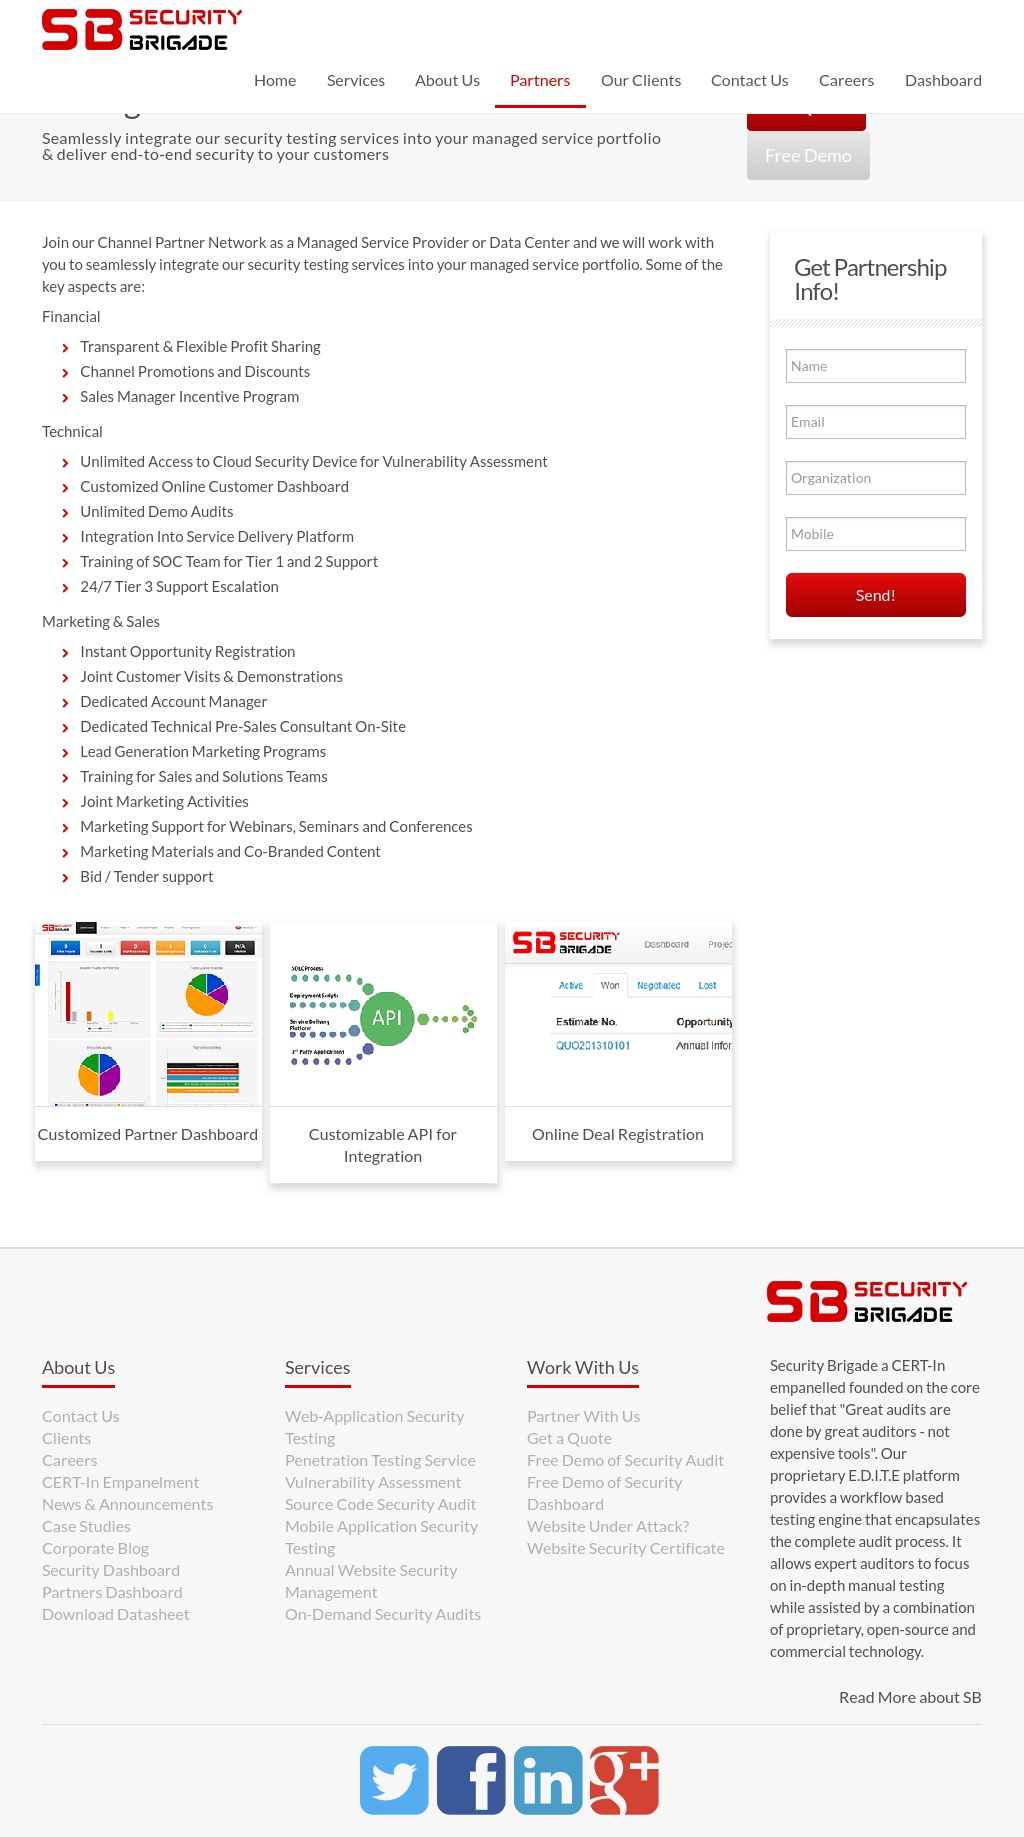 SB SECURITY
BRIGADE
Home Services About Us Partners Our Clients Contact Us Careers Dashboard
Seamlessly integrate our security testing services into your managed service portfolio
& deliver end-to-end security to your customers
Free Demo
Join our Channel Partner Network as a Managed Service Provider or Data Center and we will work with
you to seamlessly integrate our security testing services into your managed service portfolio. Some of the
key aspects are:
Financial
Transparent & Flexible Profit Sharing
Channel Promotions and Discounts
Sales Manager Incentive Program
Technical
Unlimited Access to Cloud Security Device for Vulnerability Assessment
Customized Online Customer Dashboard
Unlimited Demo Audits
Integration Into Service Delivery Platform
Training of SOC Team for Tier 1 and 2 Support
24/7 Tier 3 Support Escalation
Marketing & Sales
Instant Opportunity Registration
Joint Customer Visits & Demonstrations
Dedicated Account Manager
Dedicated Technical Pre-Sales Consultant On-Site
Lead Generation Marketing Programs
Training for Sales and Solutions Teams
Joint Marketing Activities
Marketing Support for Webinars, Seminars and Conferences
Marketing Materials and Co-Branded Content
Bid / Tender support
Get Partnership
Info!
Name
Email
Organization
Mobile
Send!
SB SECURITY
BRIGADE
Customized Partner Dashboard
SDLC Process
Deployment Scripts
Service Delivery
Platform
3rd Party Applications
API
Customizable API for
Integration
SB SECURITY
BRIGADE
Dashboard Projec
Active Won Negotiated Lost
Estimate No. Opportunity
QUO201310101 Annual Infor
Online Deal Registration
SB SECURITY
BRIGADE
About Us
Contact Us
Clients
Careers
CERT-In Empanelment
News & Announcements
Case Studies
Corporate Blog
Security Dashboard
Partners Dashboard
Download Datasheet
Services
Web-Application Security
Testing
Penetration Testing Service
Vulnerability Assessment
Source Code Security Audit
Mobile Application Security
Testing
Annual Website Security
Management
On-Demand Security Audits
Work With Us
Partner With Us
Get a Quote
Free Demo of Security Audit
Free Demo of Security
Dashboard
Website Under Attack?
Website Security Certificate
Security Brigade a CERT-In
empanelled founded on the core
belief that "Great audits are
done by great auditors - not
expensive tools". Our
proprietary E.D.I.T.E platform
provides a workflow based
testing engine that encapsulates
the complete audit process. It
allows expert auditors to focus
on in-depth manual testing
while assisted by a combination
of proprietary, open-source and
commercial technology.
Read More about SB